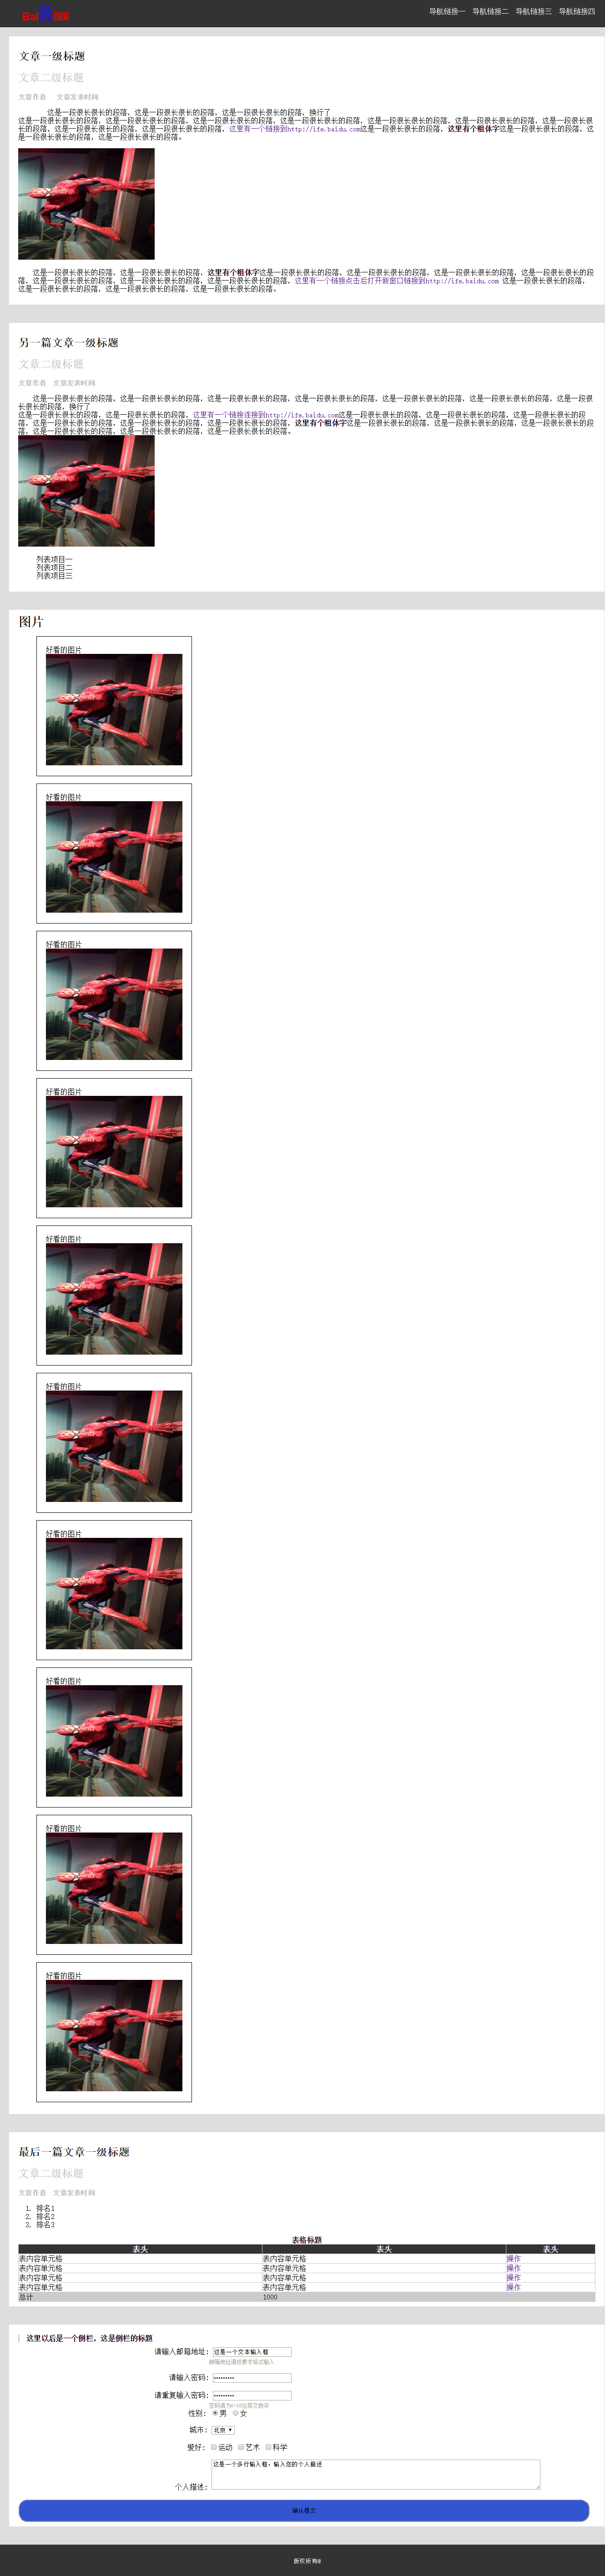 Bai 百度
导航链接一 导航链接二 导航链接三 导航链接四
文章一级标题
文章二级标题
文章作者 文章发表时间
这是一段很长很长的段落，这是一段很长很长的段落，这是一段很长很长的段落，换行了
这是一段很长很长的段落，这是一段很长很长的段落，这是一段很长很长的段落，这是一段很长很长的段落，这是一段很长很长的段落，这是一段很长很长的段落，这是一段很长很
长的段落，这是一段很长很长的段落，这是一段很长很长的段落，这里有一个链接到http://ife.baidu.com这是一段很长很长的段落，这里有个粗体字这是一段很长很长的段落，这
是一段很长很长的段落，这是一段很长很长的段落。
这是一段很长很长的段落，这是一段很长很长的段落，这里有个粗体字这是一段很长很长的段落，这是一段很长很长的段落，这是一段很长很长的段落，这是一段很长很长的段
落，这是一段很长很长的段落，这是一段很长很长的段落，这是一段很长很长的段落，这里有一个链接点击后打开新窗口链接到http://ife.baidu.com 这是一段很长很长的段落，
这是一段很长很长的段落，这是一段很长很长的段落，这是一段很长很长的段落。
另一篇文章一级标题
文章二级标题
文章作者 文章发表时间
这是一段很长很长的段落，这是一段很长很长的段落，这是一段很长很长的段落，这是一段很长很长的段落，这是一段很长很长的段落，这是一段很长很长的段落，这是一段很
长很长的段落，换行了
这是一段很长很长的段落，这是一段很长很长的段落，这里有一个链接连接到http://ife.baidu.com这是一段很长很长的段落，这是一段很长很长的段落，这是一段很长很长的段
落，这是一段很长很长的段落，这是一段很长很长的段落，这是一段很长很长的段落，这里有个粗体字这是一段很长很长的段落，这是一段很长很长的段落，这是一段很长很长的段
落，这是一段很长很长的段落，这是一段很长很长的段落，这是一段很长很长的段落。
列表项目一
列表项目二
列表项目三
图片
好看的图片
好看的图片
好看的图片
好看的图片
好看的图片
好看的图片
好看的图片
好看的图片
好看的图片
好看的图片
最后一篇文章一级标题
文章二级标题
文章作者 文章发表时间
1. 排名1
2. 排名2
3. 排名3
表格标题
表头 表头 表头
表内容单元格 表内容单元格 操作
表内容单元格 表内容单元格 操作
表内容单元格 表内容单元格 操作
表内容单元格 表内容单元格 操作
总计 1000
这里以后是一个侧栏，这是侧栏的标题
请输入邮箱地址: 这是一个文本输入框
邮箱地址请按要求格式输入
请输入密码: •••••••••
请重复输入密码: •••••••••
密码请为6-16位英文数字
性别: 男 女
城市: 北京
爱好: 运动 艺术 科学
这是一个多行输入框，输入您的个人描述
个人描述:
确认提交
版权所有@